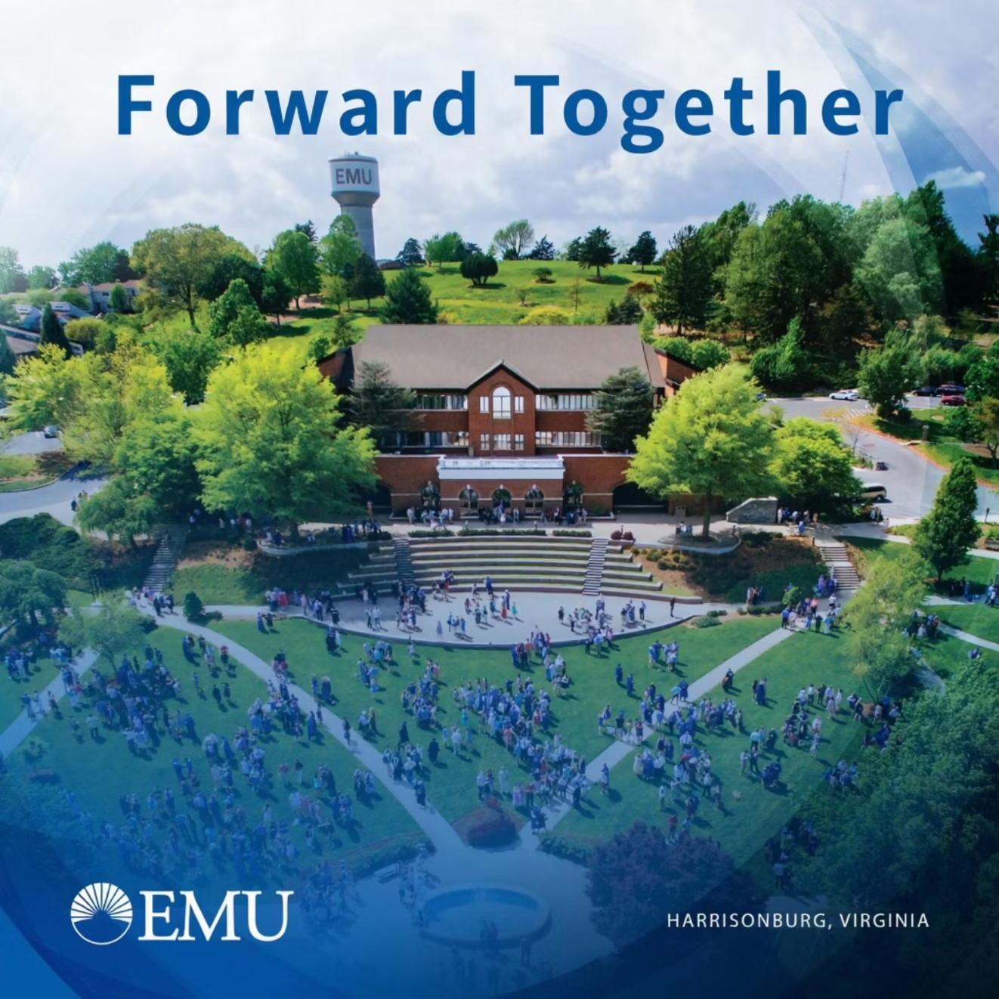 Forward Together
EMU
EMU
HARRISONBURG, VIRGINIA